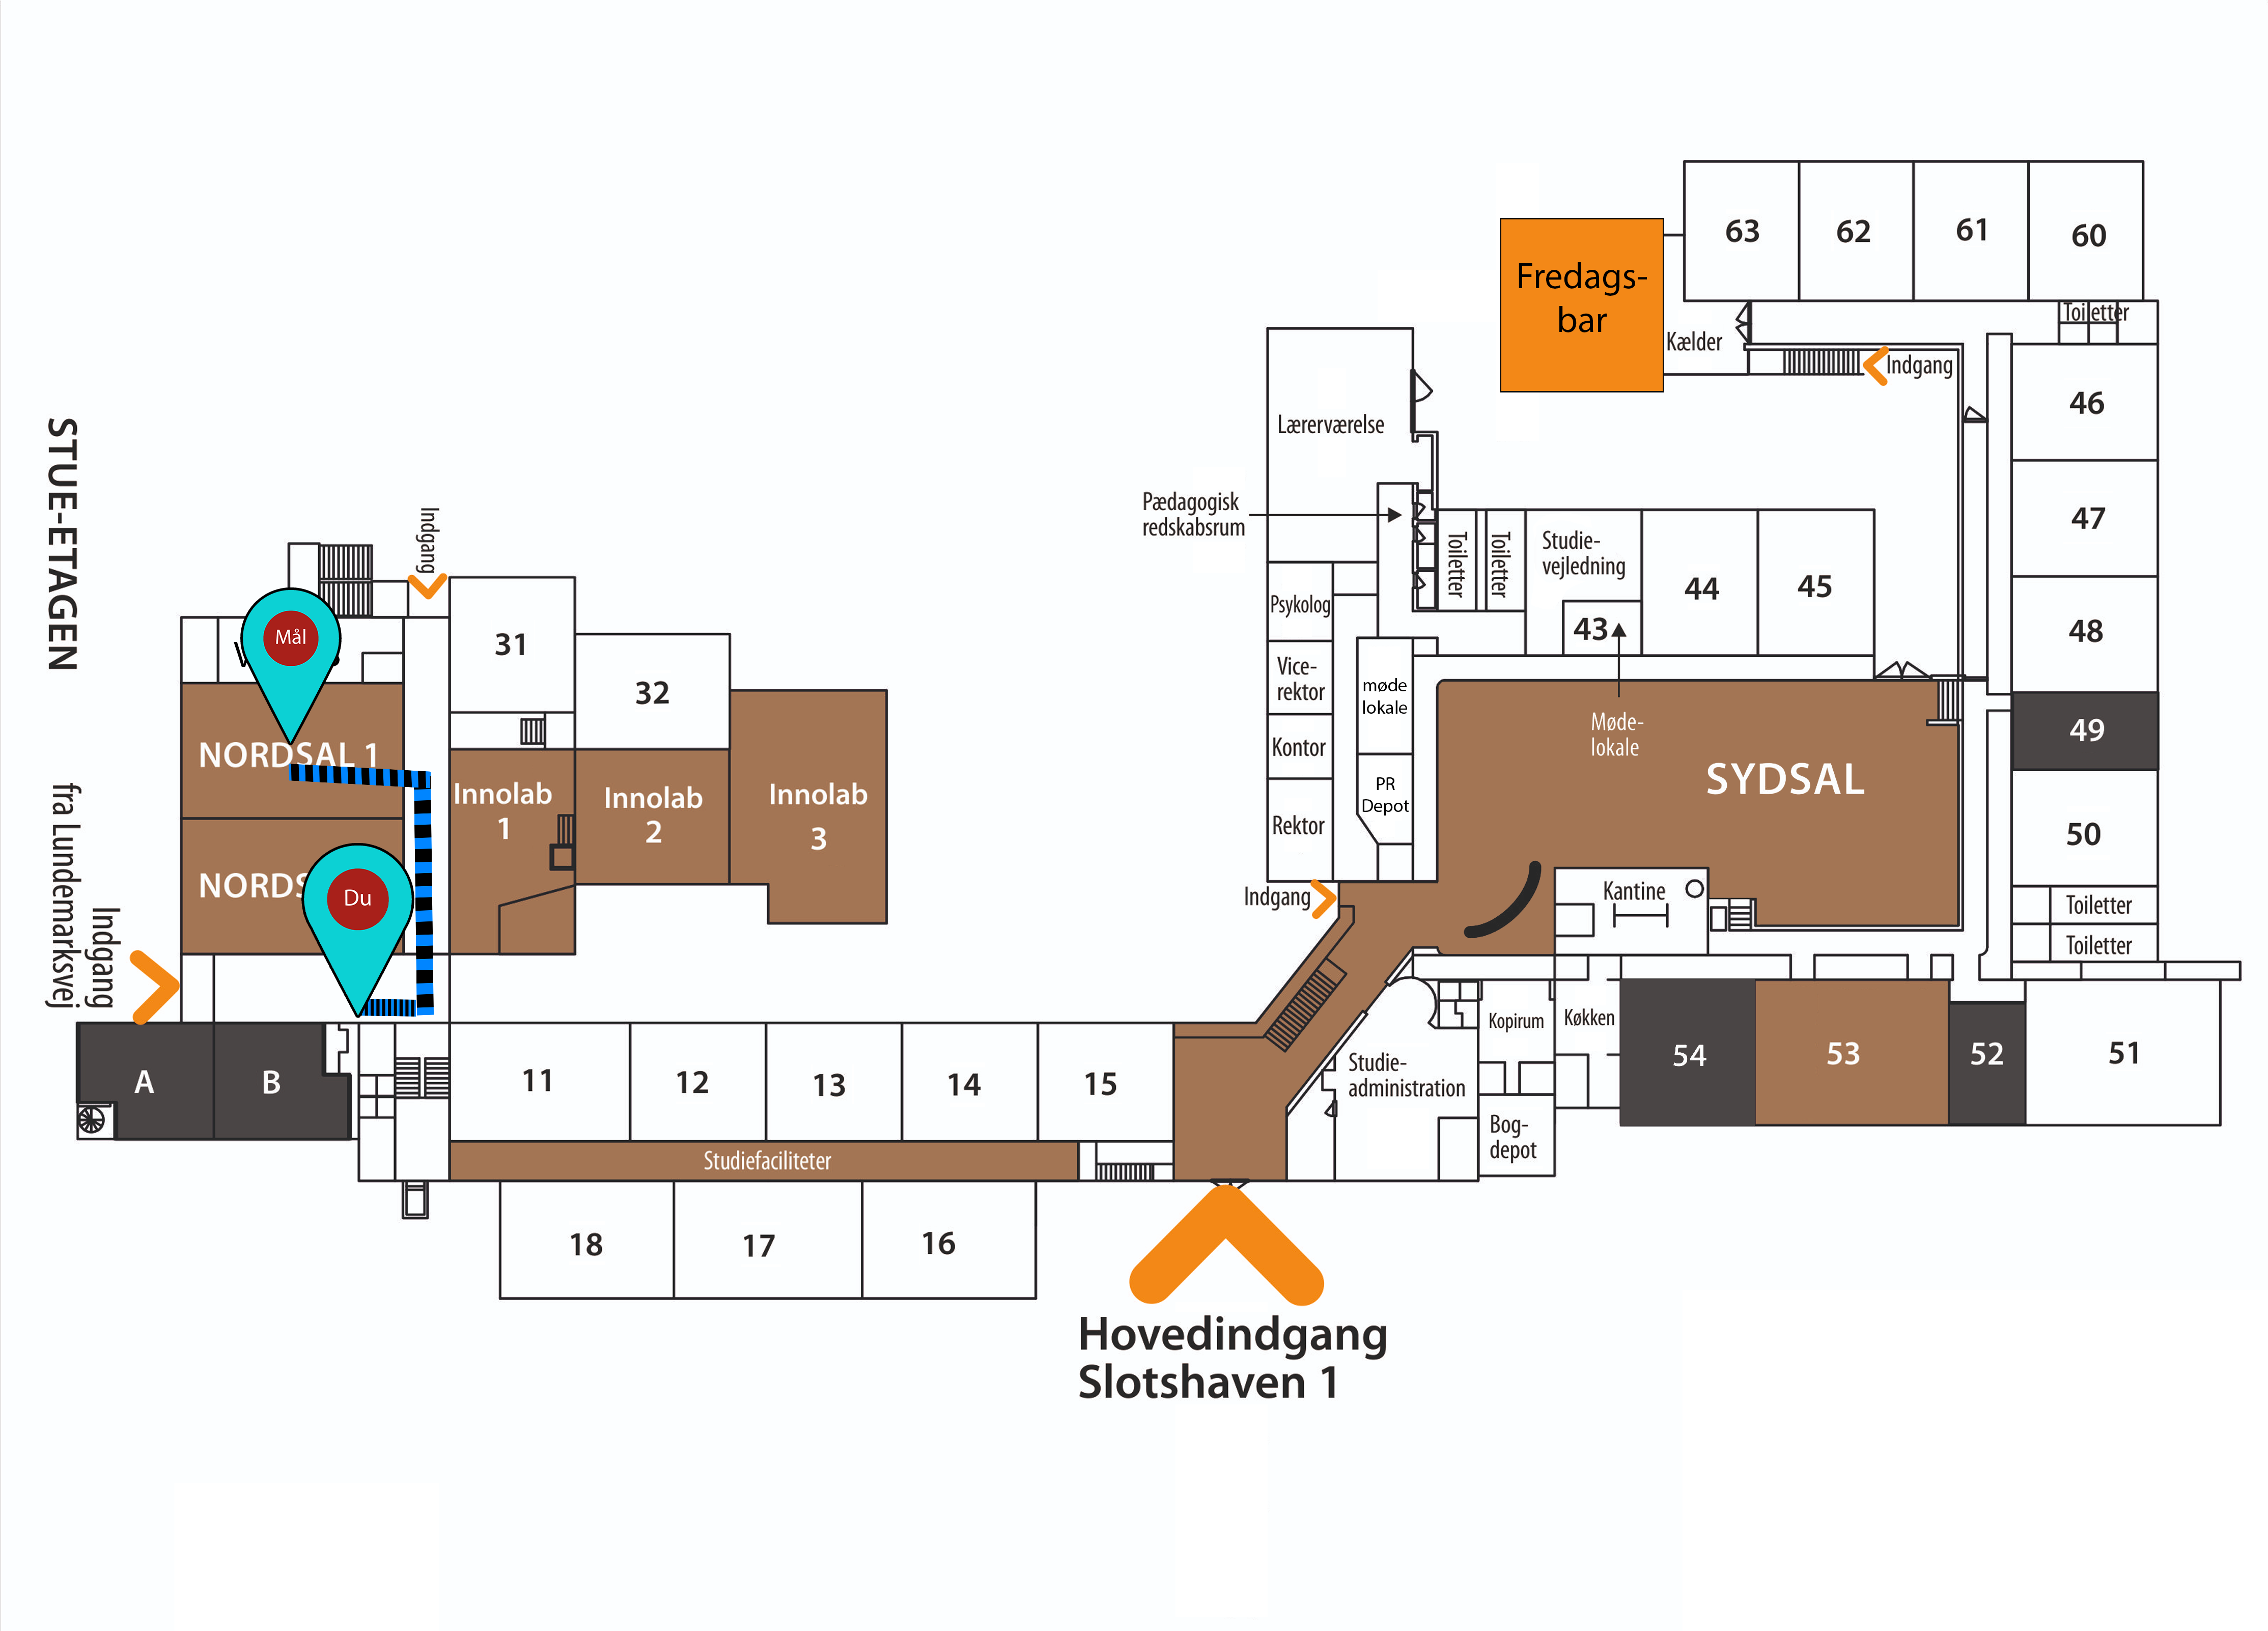 STUE-ETAGEN
Indgang
fra Lundemarksvej
Indgang
Mål
NORDSAL 1
Du
31
32
Innolab
1
Innolab
2
Innolab
3
A
B
11
12
13
14
15
Studiefaciliteter
18
17
16
Hovedindgang
Slotshaven 1
Fredags-
bar
63
62
61
60
Kælder
Toiletter
Indgang
Lærerværelse
Pædagogisk
redskabsrum
Toiletter
Toiletter
Studie-
vejledning
43
44
45
46
47
48
49
50
Toiletter
Toiletter
Psykolog
Vice-
rektor
Kontor
Rektor
møde
lokale
PR
Depot
Møde-
lokale
SYDSAL
Indgang
Kantine
Studie-
administration
Kopirum
Køkken
Bog-
depot
54
53
52
51